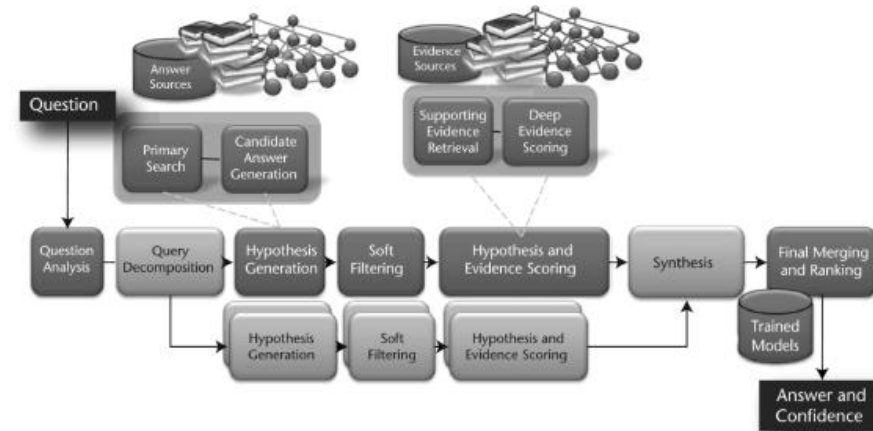 Answer
Sources
Evidence
Sources
Question
Primary
Search
Candidate
Answer
Generation
Supporting
Evidence
Retrieval
Deep
Evidence
Scoring
Question
Analysis
Query
Decomposition
Hypothesis
Generation
Soft
Filtering
Hypothesis and
Evidence Scoring
Synthesis
Final Merging
and Ranking
Trained
Models
Hypothesis
Generation
Soft
Filtering
Hypothesis and
Evidence Scoring
Answer and
Confidence